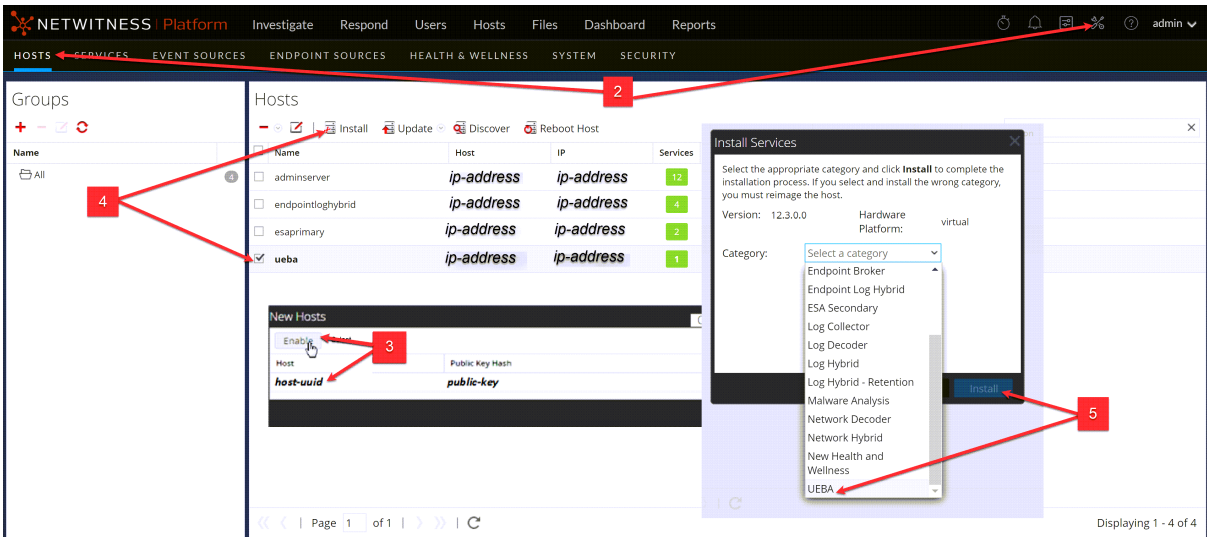 NETWITNESS Platform Investigate Respond Users Hosts Files Dashboard Reports admin
HOSTS SERVICES EVENT SOURCES ENDPOINT SOURCES HEALTH & WELLNESS SYSTEM SECURITY
2
Groups
Name
All 4
Hosts
Install Update Discover Reboot Host
Name Host IP Services
adminserver ip-address ip-address 12
endpointloghybrid ip-address ip-address 4
esaprimary ip-address ip-address 2
ueba ip-address ip-address 1
4
New Hosts
Enable
3
Host Public Key Hash
host-uuid public-key
Install Services
Select the appropriate category and click Install to complete the
installation process. If you select and install the wrong category,
you must reimage the host.
Version: 12.3.0.0 Hardware Platform: virtual
Category: Select a category
Endpoint Broker
Endpoint Log Hybrid
ESA Secondary
Log Collector
Log Decoder
Log Hybrid
Log Hybrid - Retention
Malware Analysis
Network Decoder
Network Hybrid
New Health and
Wellness
UEBA
Install
5
Page 1 of 1
Displaying 1 - 4 of 4